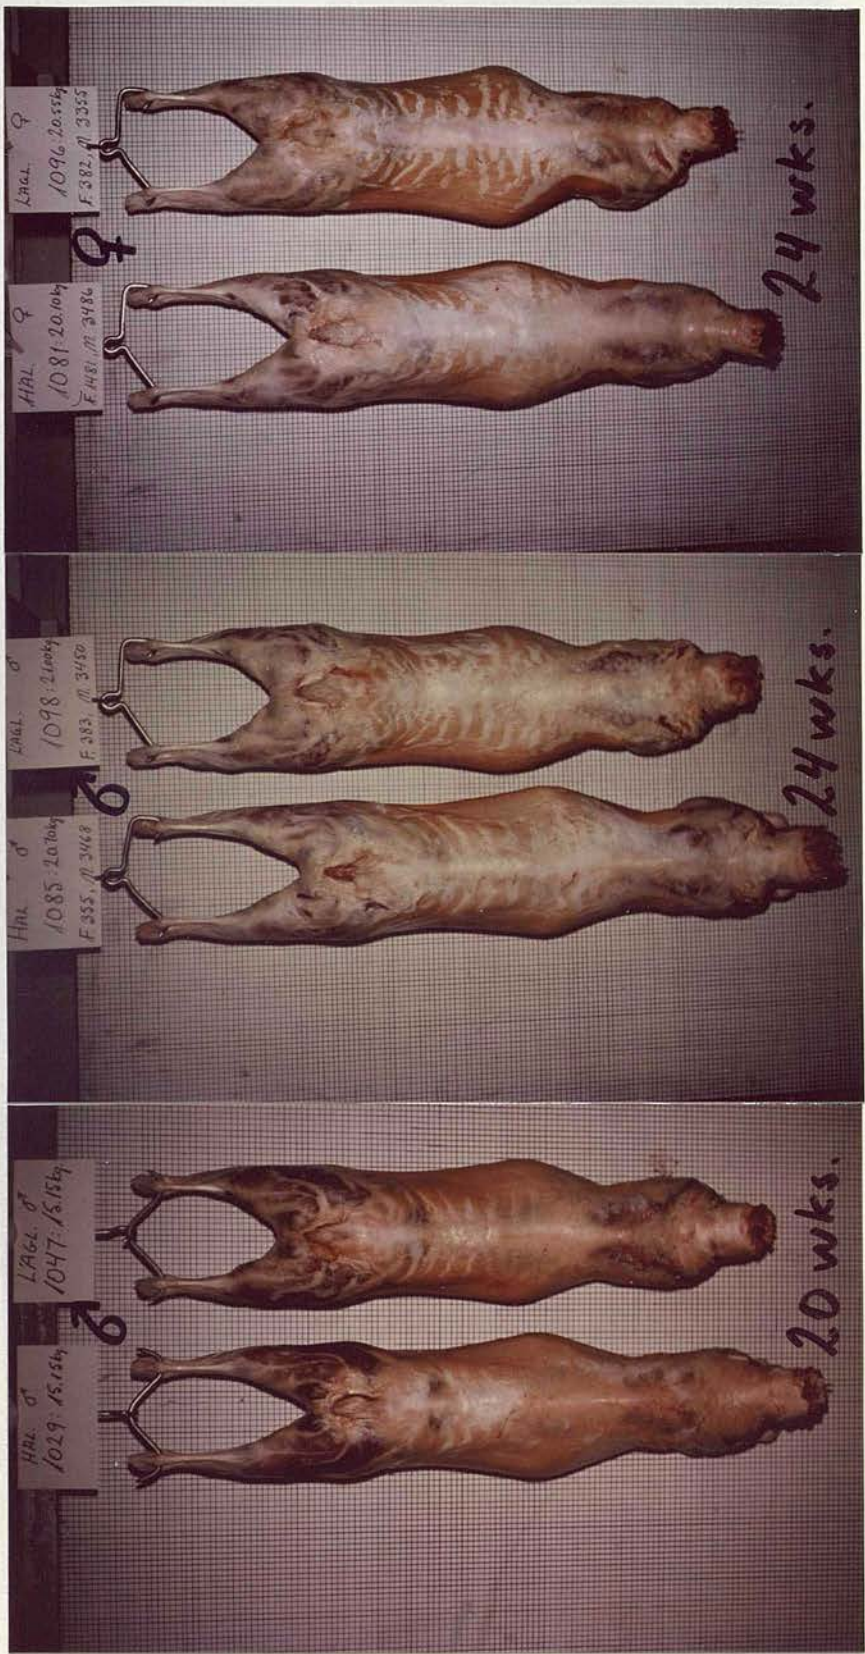 LAGL. ♀
1096:20.55kg
F 382, M 3355
♀
HAL ♀
1081:20.10kg
F 1481, M 3486
24 wks.
LAGL. ♂
1098:21.00kg
F 383, M 3450
♂
HAL ♂
1085:20.70kg
F 355, M 3468
24 wks.
LAGL. ♂
1047:15.15kg
♂
HAL ♂
1029:15.15kg
20 wks.